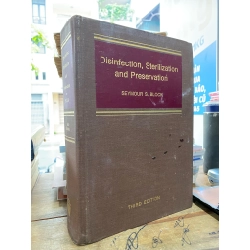 Disinfection, Sterilization
and Preservation
SEYMOUR S. BLOCK
THIRD EDITION